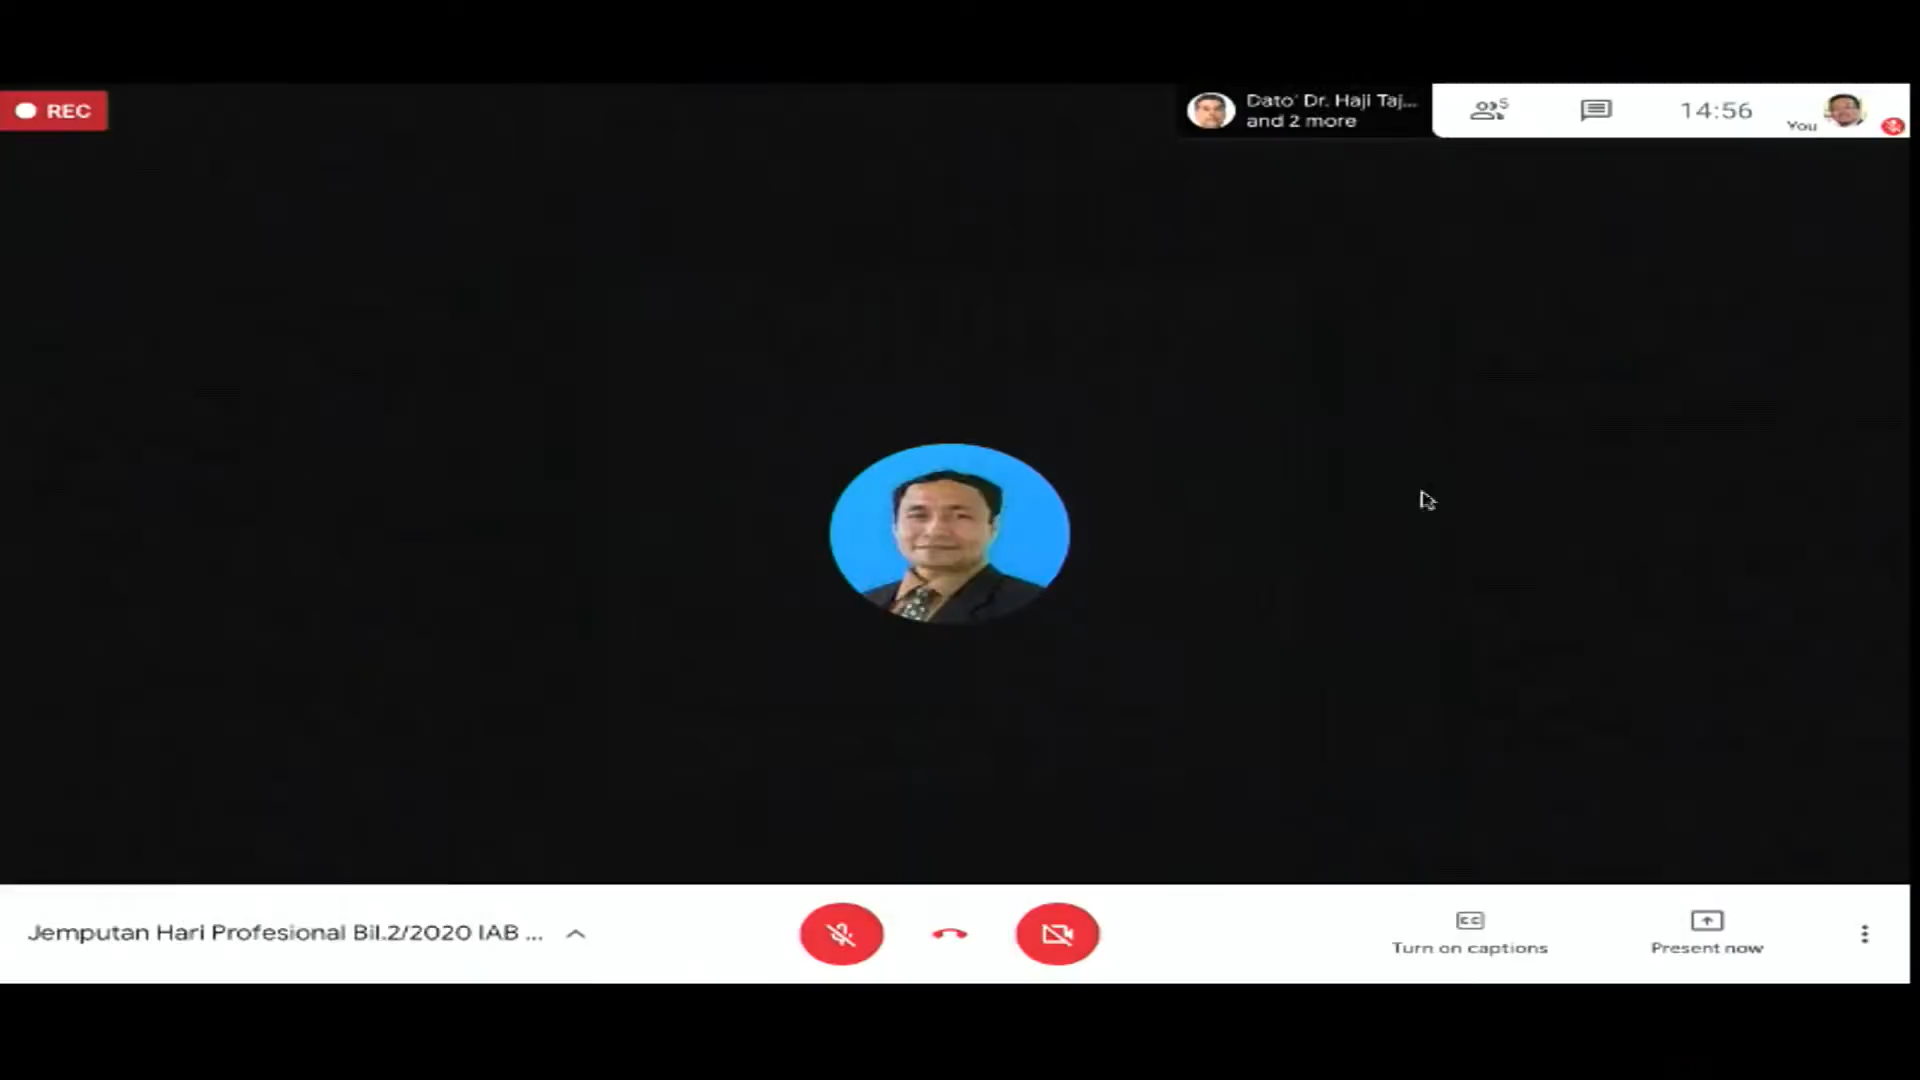 REC
Dato' Dr. Haji Taj...
and 2 more
5
14:56
You
Jemputan Hari Profesional Bil.2/2020 IAB ...
CC
Turn on captions
Present now